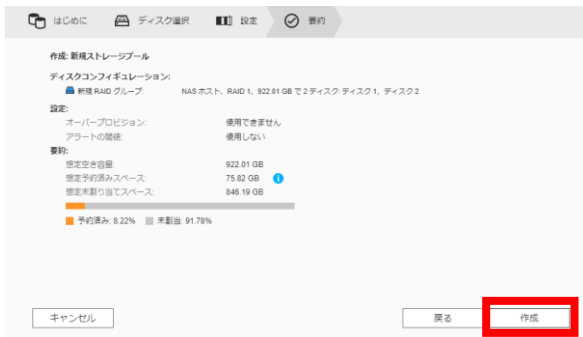 はじめに ディスク選択 設定 要約
作成: 新規ストレージプール
ディスクコンフィギュレーション:
新規 RAID グループ: NAS ホスト、RAID 1、922.01 GB で 2 ディスク: ディスク 1, ディスク 2
設定:
オーバープロビジョン: 使用できません
アラートの閾値: 使用しない
要約:
想定空き容量: 922.01 GB
想定予約済みスペース: 75.82 GB
想定未割り当てスペース: 846.19 GB
予約済み: 8.22% 未割当: 91.78%
キャンセル 戻る 作成